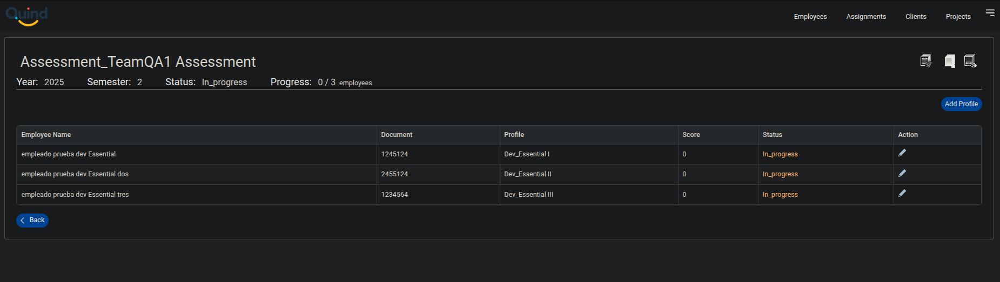 Quind
Employees Assignments Clients Projects
Assessment_TeamQA1 Assessment
Year: 2025 Semester: 2 Status: In_progress Progress: 0 / 3 employees
Add Profile
Employee Name Document Profile Score Status Action
empleado prueba dev Essential 1245124 Dev_Essential I 0 In_progress
empleado prueba dev Essential dos 2455124 Dev_Essential II 0 In_progress
empleado prueba dev Essential tres 1234564 Dev_Essential III 0 In_progress
Back